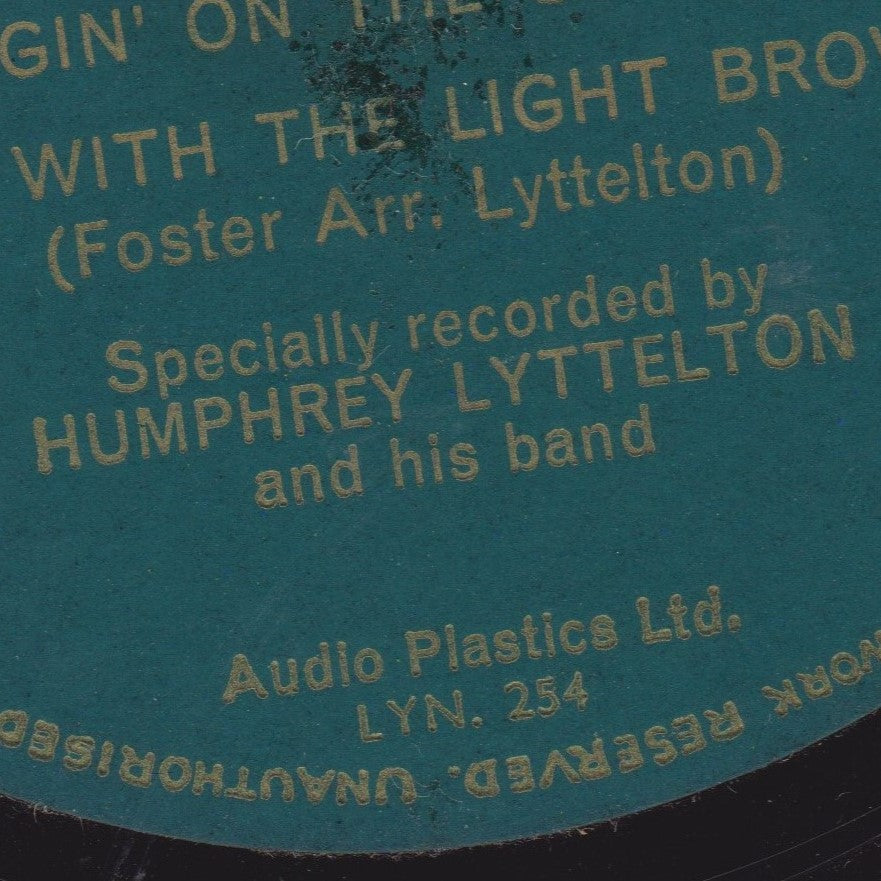 GIN' ON THE
WITH THE LIGHT BROW
(Foster Arr. Lyttelton)
Specially recorded by
HUMPHREY LYTTELTON
and his band
Audio Plastics Ltd.
LYN. 254
WORK RESERVED. UNAUTHORISED